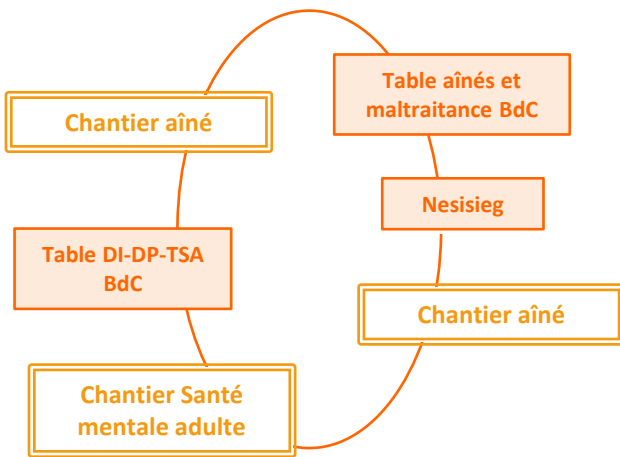 Table aînés et
maltraitance BdC
Chantier aîné
Nesisieg
Table DI-DP-TSA
BdC
Chantier aîné
Chantier Santé
mentale adulte